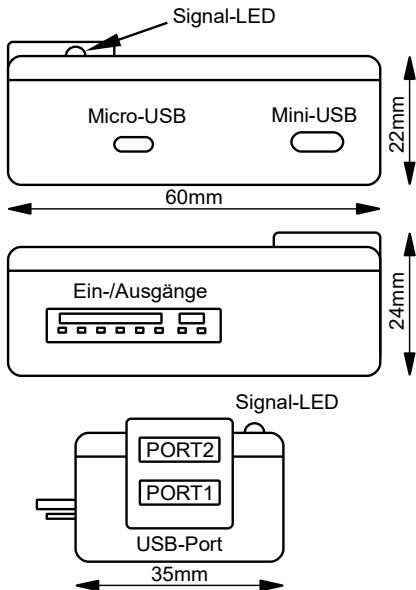 Signal-LED
Micro-USB
Mini-USB
22mm
60mm
Ein-/Ausgänge
24mm
Signal-LED
PORT2
PORT1
USB-Port
35mm